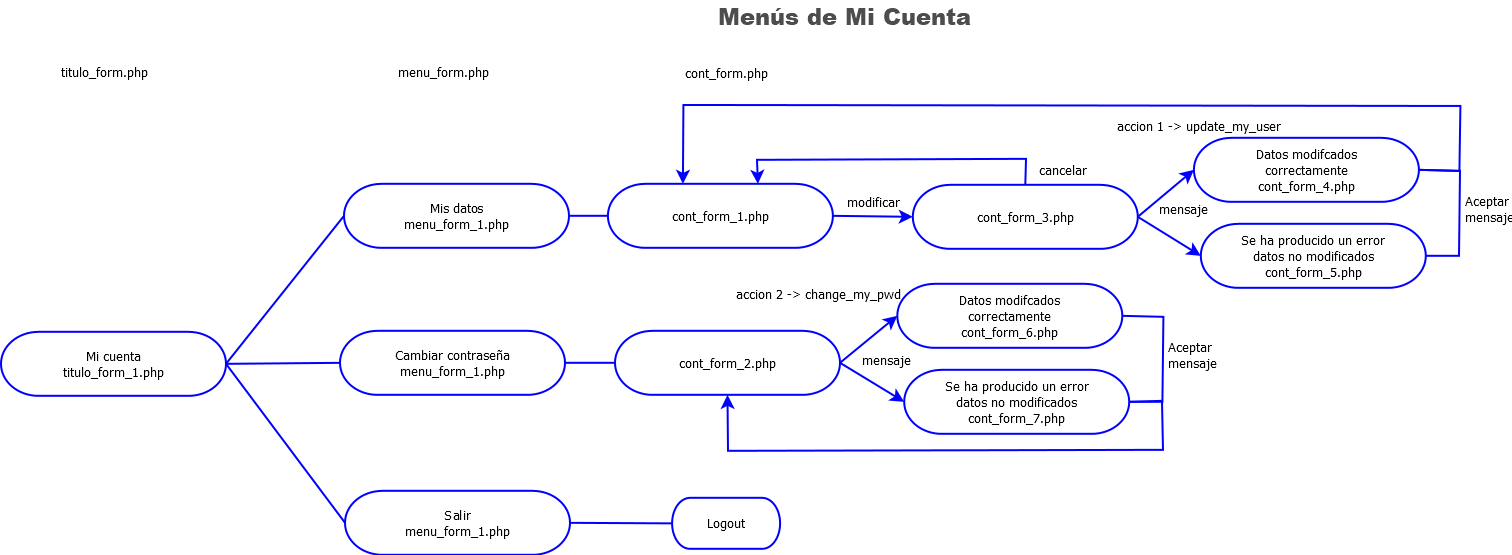 Menús de Mi Cuenta
titulo_form.php
menu_form.php
cont_form.php
accion 1 -> update_my_user
Datos modifcados
correctamente
cont_form_4.php
cancelar
Mis datos
menu_form_1.php
cont_form_1.php
modificar
cont_form_3.php
mensaje
Aceptar
mensaje
Se ha producido un error
datos no modificados
cont_form_5.php
accion 2 -> change_my_pwd
Datos modifcados
correctamente
cont_form_6.php
Mi cuenta
titulo_form_1.php
Cambiar contraseña
menu_form_1.php
cont_form_2.php
mensaje
Aceptar
mensaje
Se ha producido un error
datos no modificados
cont_form_7.php
Salir
menu_form_1.php
Logout